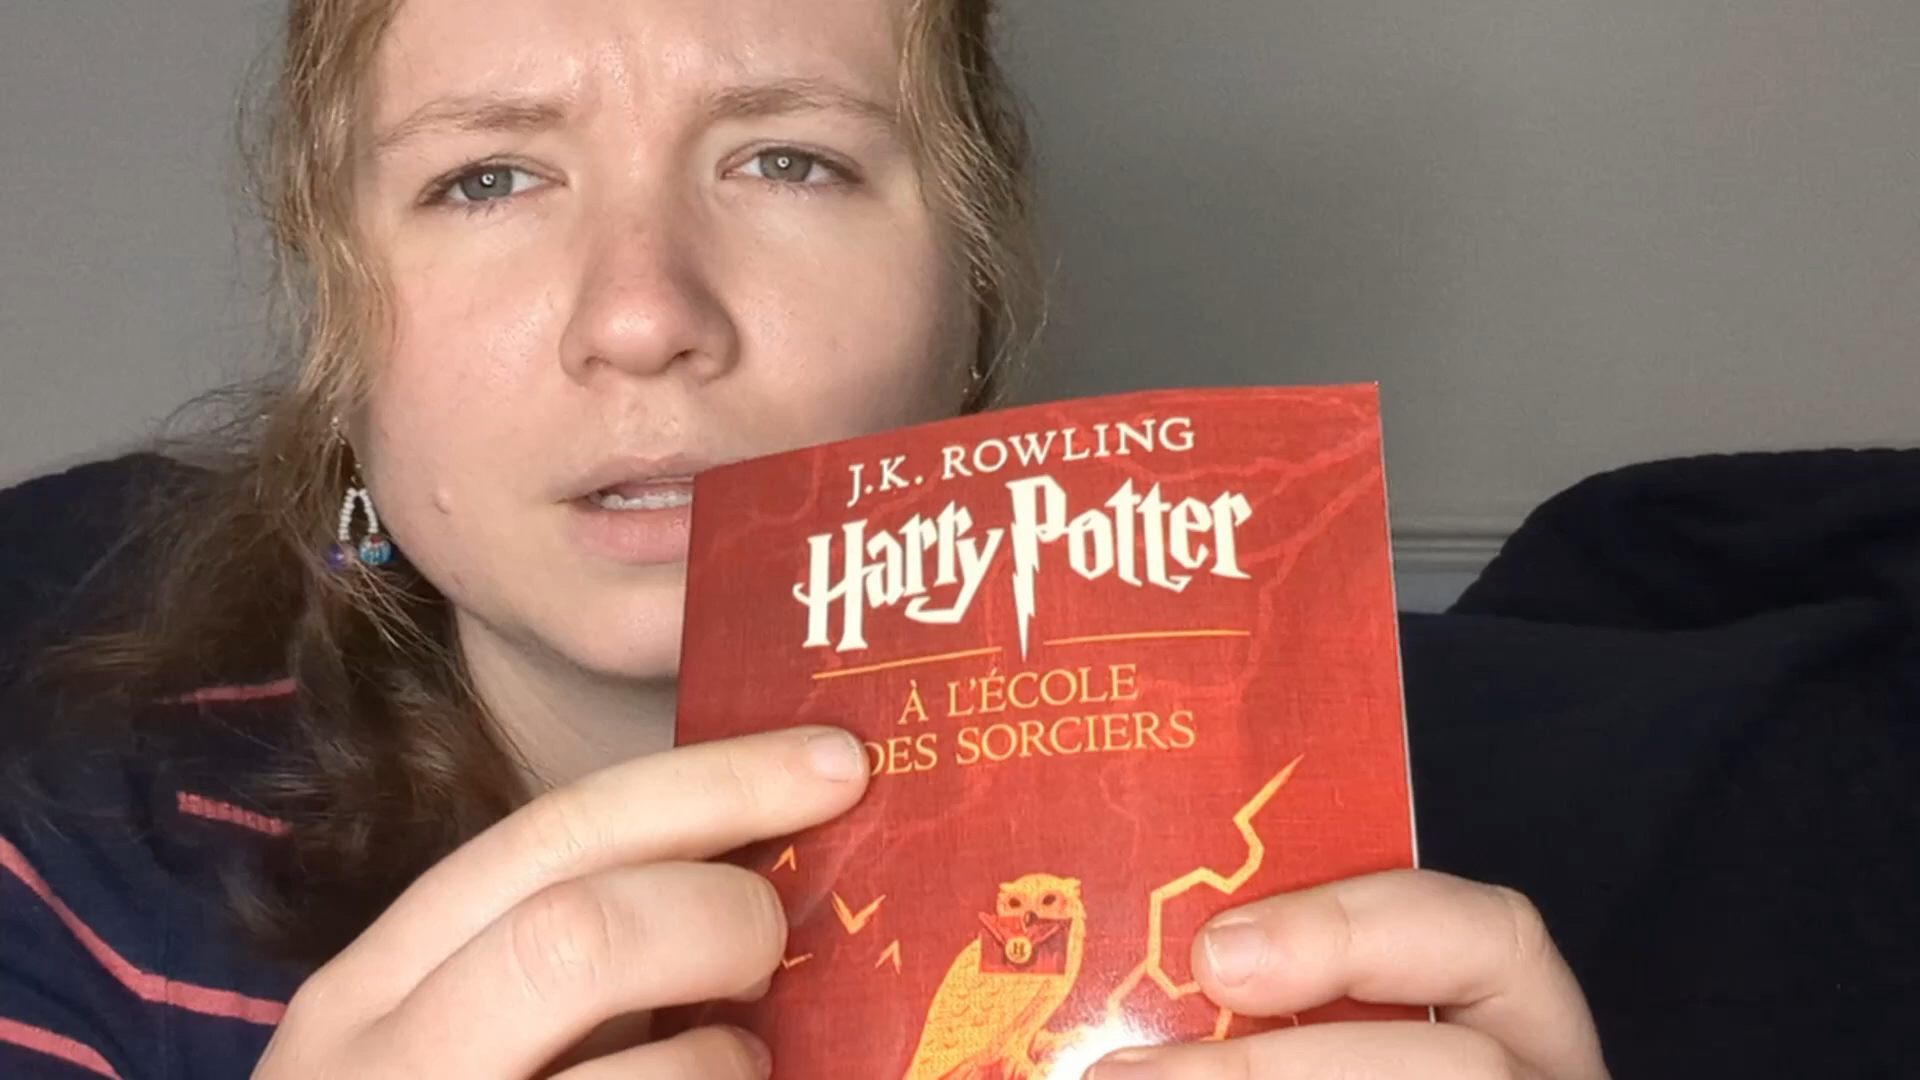 J.K. ROWLING
Harry Potter
À L'ÉCOLE
DES SORCIERS
H